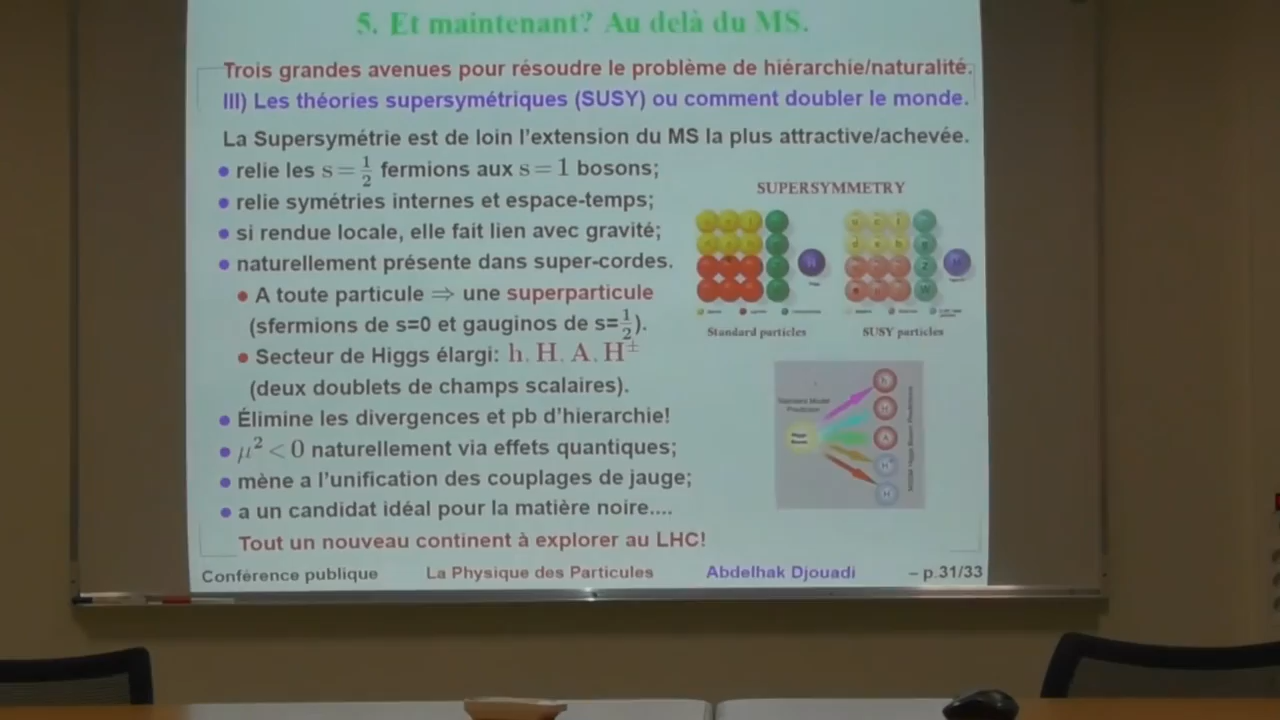 5. Et maintenant? Au delà du MS.
Trois grandes avenues pour résoudre le problème de hiérarchie/naturalité.
III) Les théories supersymétriques (SUSY) ou comment doubler le monde.
La Supersymétrie est de loin l'extension du MS la plus attractive/achevée.
• relie les s = 1/2 fermions aux s = 1 bosons;
• relie symétries internes et espace-temps;
• si rendue locale, elle fait lien avec gravité;
• naturellement présente dans super-cordes.
• A toute particule ⇒ une superparticule
(sfermions de s=0 et gauginos de s=1/2).
• Secteur de Higgs élargi: h, H, A, H±
(deux doublets de champs scalaires).
• Élimine les divergences et pb d'hierarchie!
• μ² < 0 naturellement via effets quantiques;
• mène a l'unification des couplages de jauge;
• a un candidat idéal pour la matière noire....
Tout un nouveau continent à explorer au LHC!
SUPERSYMMETRY
Standard particles
SUSY particles
Standard Model
Higgs
Boson
h
H
A
Conférence publique
La Physique des Particules
Abdelhak Djouadi
– p.31/33